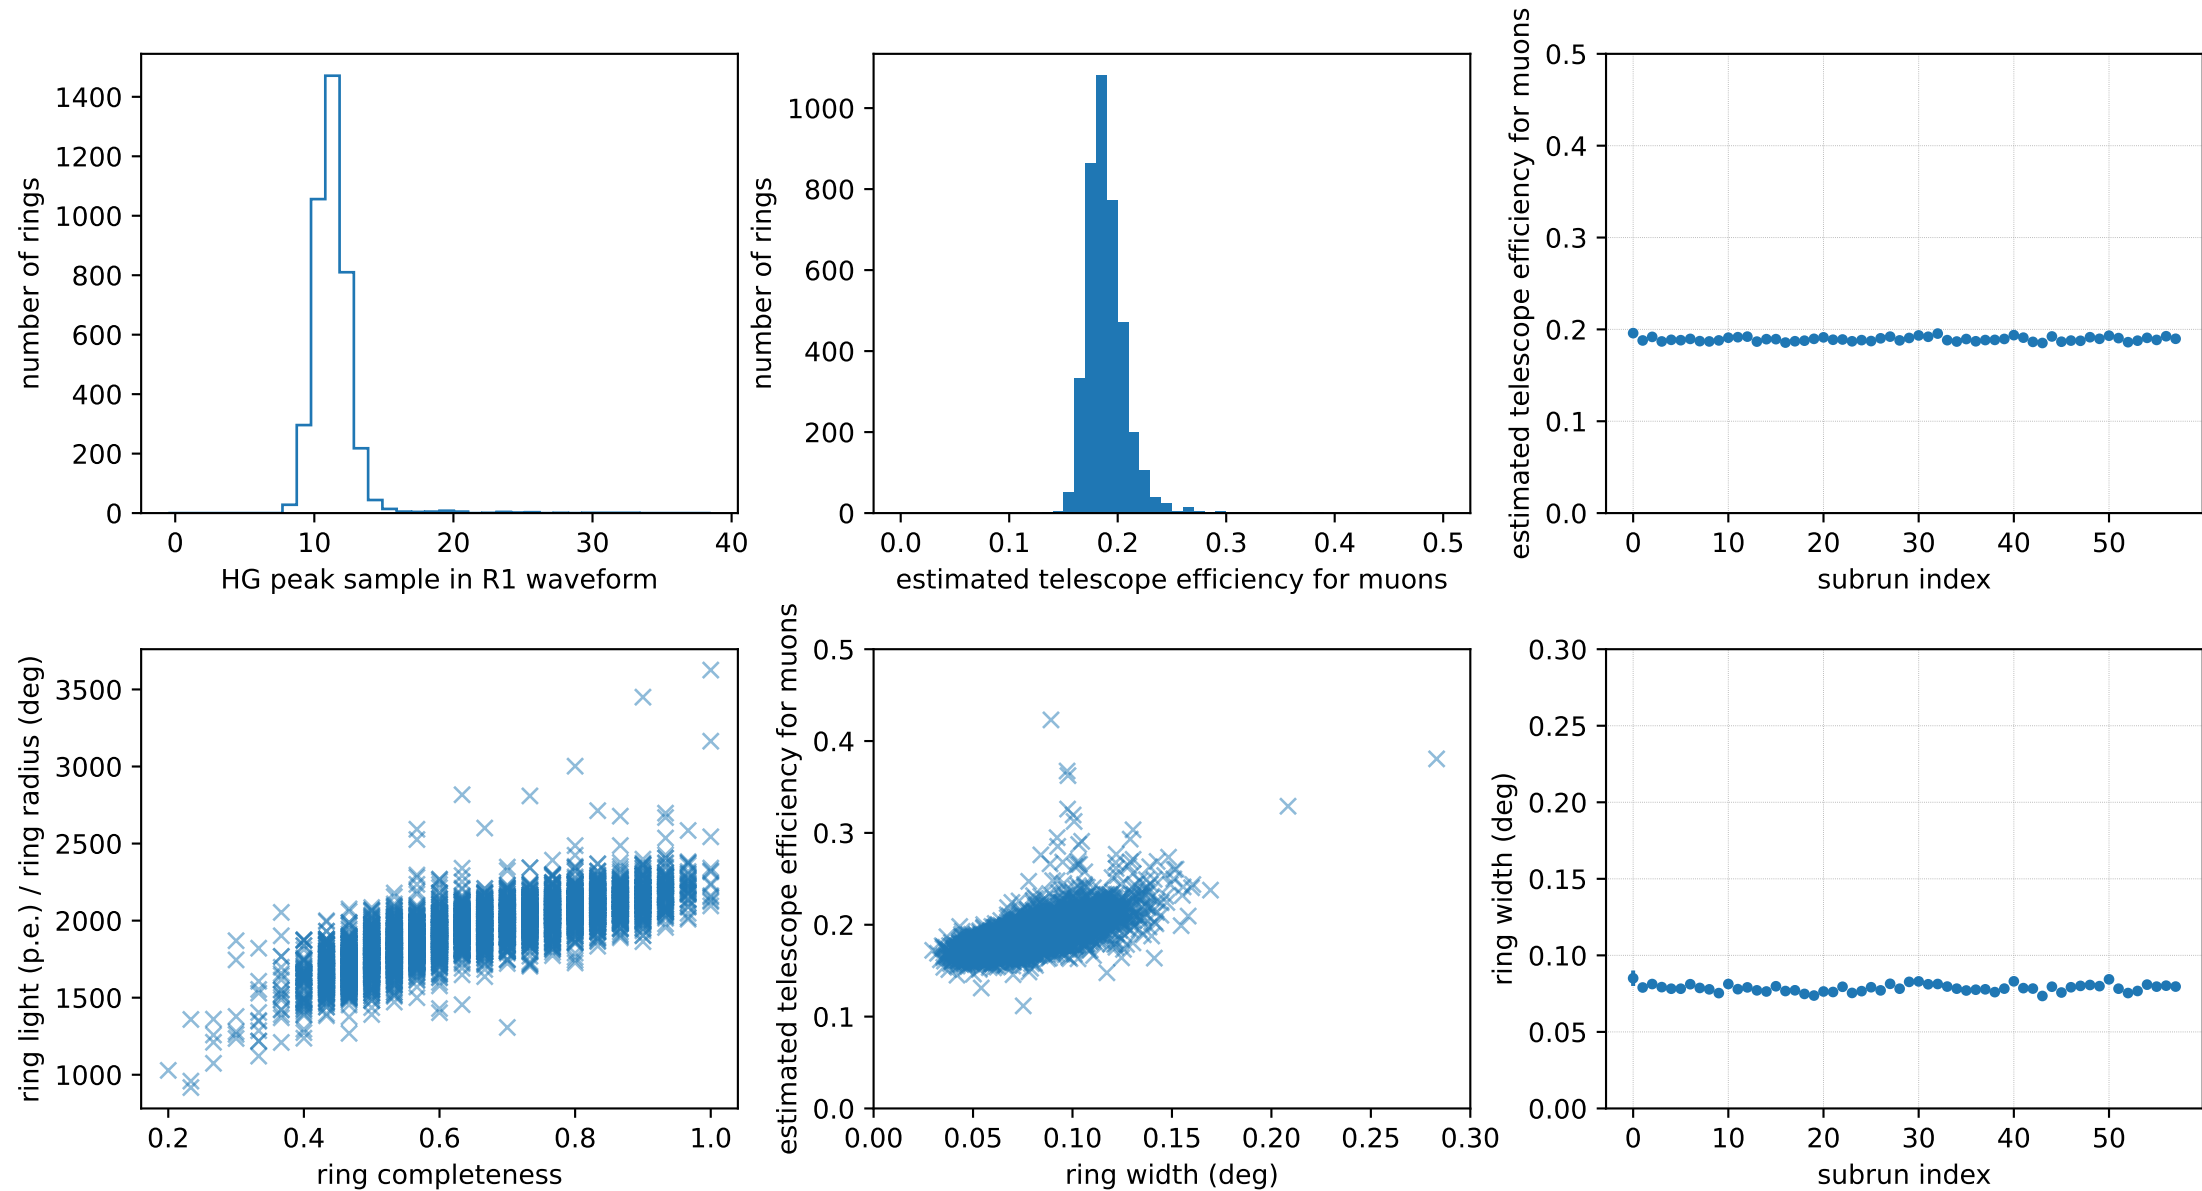 number of rings
1400
1200
1000
800
600
400
200
0
0 10 20 30 40
HG peak sample in R1 waveform
number of rings
1000
800
600
400
200
0
0.0 0.1 0.2 0.3 0.4 0.5
estimated telescope efficiency for muons
estimated telescope efficiency for muons
0.5
0.4
0.3
0.2
0.1
0.0
0 10 20 30 40 50
subrun index
ring light (p.e.) / ring radius (deg)
3500
3000
2500
2000
1500
1000
0.2 0.4 0.6 0.8 1.0
ring completeness
estimated telescope efficiency for muons
0.5
0.4
0.3
0.2
0.1
0.0
0.00 0.05 0.10 0.15 0.20 0.25 0.30
ring width (deg)
ring width (deg)
0.30
0.25
0.20
0.15
0.10
0.05
0.00
0 10 20 30 40 50
subrun index